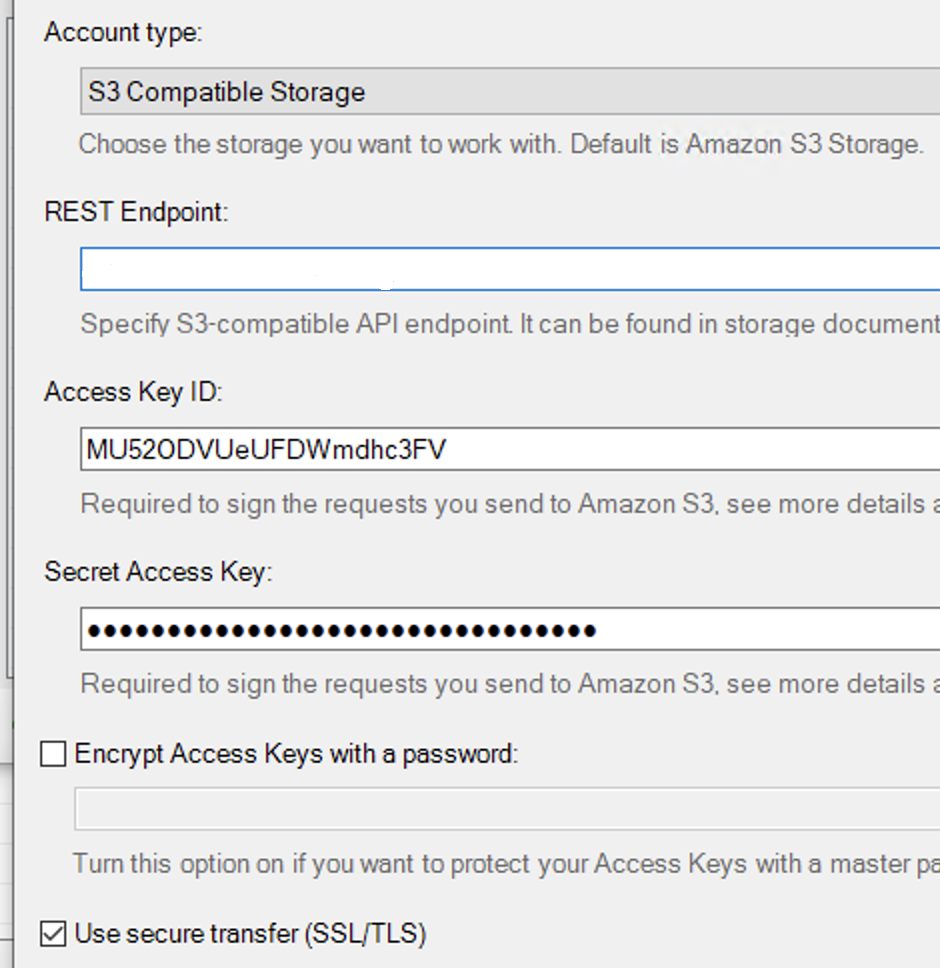 Account type:
S3 Compatible Storage
Choose the storage you want to work with. Default is Amazon S3 Storage.
REST Endpoint:
Specify S3-compatible API endpoint. It can be found in storage document
Access Key ID:
MU52ODVUeUFDWmdhc3FV
Required to sign the requests you send to Amazon S3, see more details a
Secret Access Key:
●●●●●●●●●●●●●●●●●●●●●●●●●●●●●●●●
Required to sign the requests you send to Amazon S3, see more details a
Encrypt Access Keys with a password:
Turn this option on if you want to protect your Access Keys with a master pa
Use secure transfer (SSL/TLS)